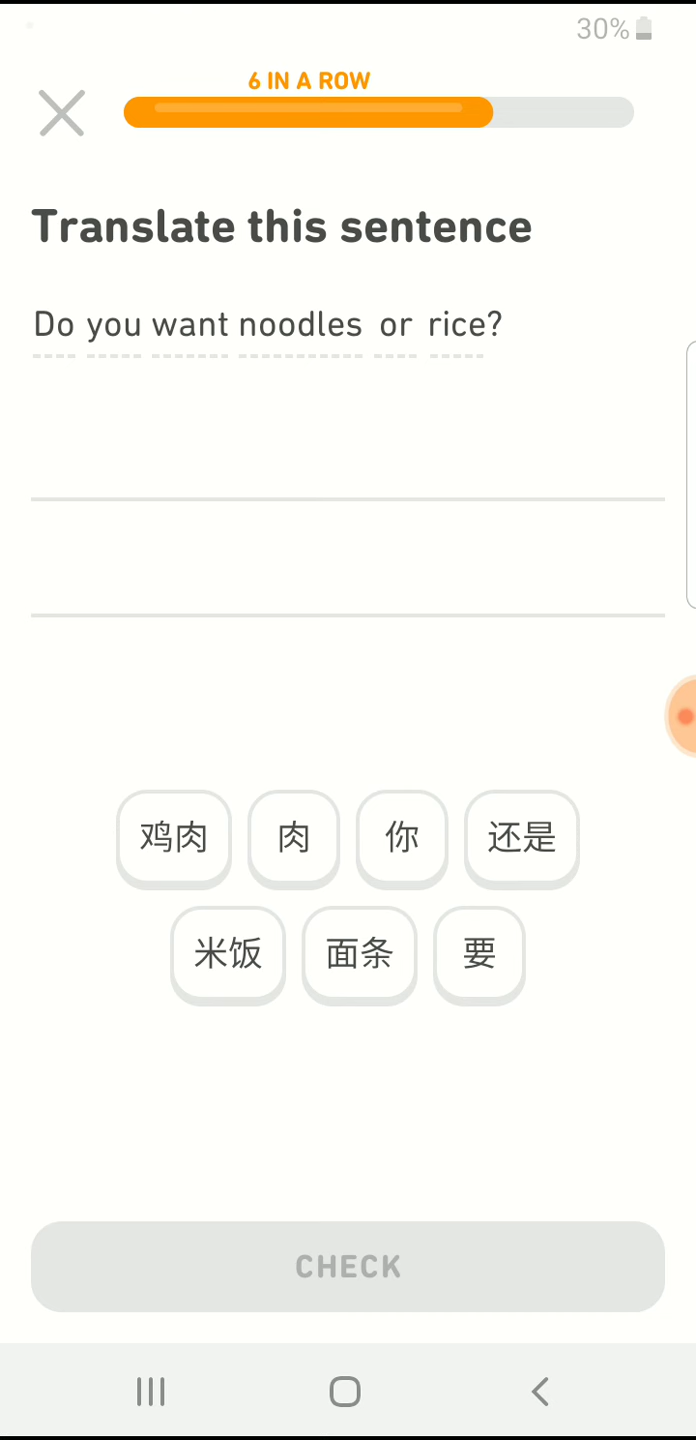 30%
6 IN A ROW
Translate this sentence
Do you want noodles or rice?
鸡肉 肉 你 还是
米饭 面条 要
CHECK